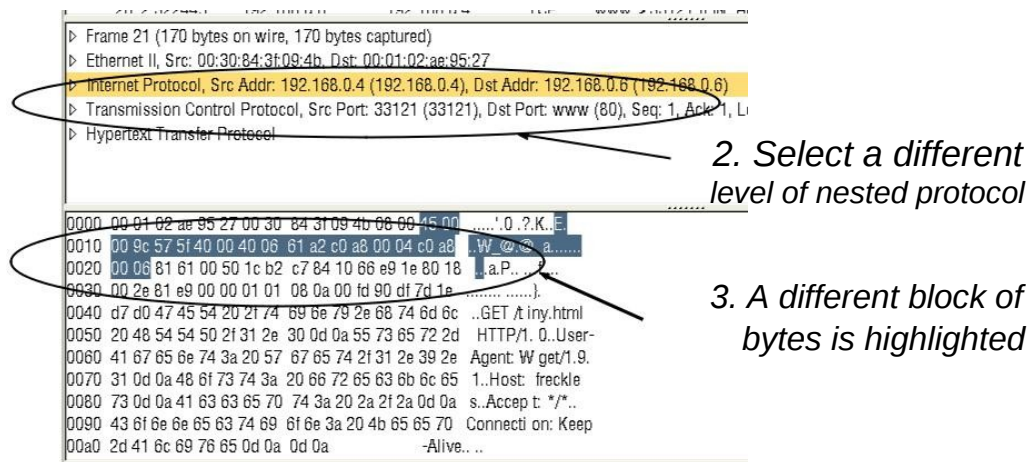 Frame 21 (170 bytes on wire, 170 bytes captured)
Ethernet II, Src: 00:30:84:3f:09:4b, Dst: 00:01:02:ae:95:27
Internet Protocol, Src Addr: 192.168.0.4 (192.168.0.4), Dst Addr: 192.168.0.6 (192.168.0.6)
Transmission Control Protocol, Src Port: 33121 (33121), Dst Port: www (80), Seq: 1, Ack: 1,
Hypertext Transfer Protocol
2. Select a different
level of nested protocol
0000 00 01 02 ae 95 27 00 30 84 3f 09 4b 08 00 45 00 .....'.0 .?.K..E.
0010 00 9c 57 5f 40 00 40 06 61 a2 c0 a8 00 04 c0 a8 ..W_@.@. a.......
0020 00 06 81 61 00 50 1c b2 c7 84 10 66 e9 1e 80 18 ...a.P.. ...f....
0030 00 2e 81 e9 00 00 01 01 08 0a 00 fd 90 df 7d 1e ........ ......}.
0040 d7 d0 47 45 54 20 2f 74 69 6e 79 2e 68 74 6d 6c ..GET /t iny.html
0050 20 48 54 54 50 2f 31 2e 30 0d 0a 55 73 65 72 2d HTTP/1. 0..User-
0060 41 67 65 6e 74 3a 20 57 67 65 74 2f 31 2e 39 2e Agent: W get/1.9.
0070 31 0d 0a 48 6f 73 74 3a 20 66 72 65 63 6b 6c 65 1..Host: freckle
0080 73 0d 0a 41 63 63 65 70 74 3a 20 2a 2f 2a 0d 0a s..Accep t: */*..
0090 43 6f 6e 6e 65 63 74 69 6f 6e 3a 20 4b 65 65 70 Connecti on: Keep
00a0 2d 41 6c 69 76 65 0d 0a 0d 0a -Alive.. ..
3. A different block of
bytes is highlighted